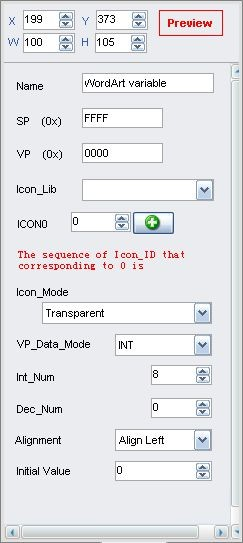 X 199 Y 373 Preview
W 100 H 105
Name WordArt variable
SP (0x) FFFF
VP (0x) 0000
Icon_Lib
ICON0 0
The sequence of Icon_ID that
corresponding to 0 is
Icon_Mode
Transparent
VP_Data_Mode INT
Int_Num 8
Dec_Num 0
Alignment Align Left
Initial Value 0